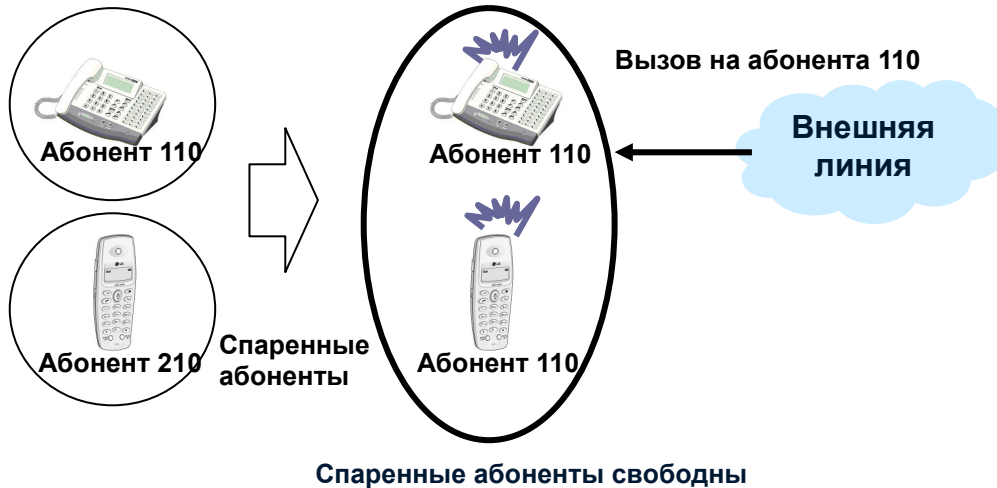 Абонент 110
Абонент 210
Спаренные
абоненты
Абонент 110
Абонент 110
Вызов на абонента 110
Внешняя
линия
Спаренные абоненты свободны